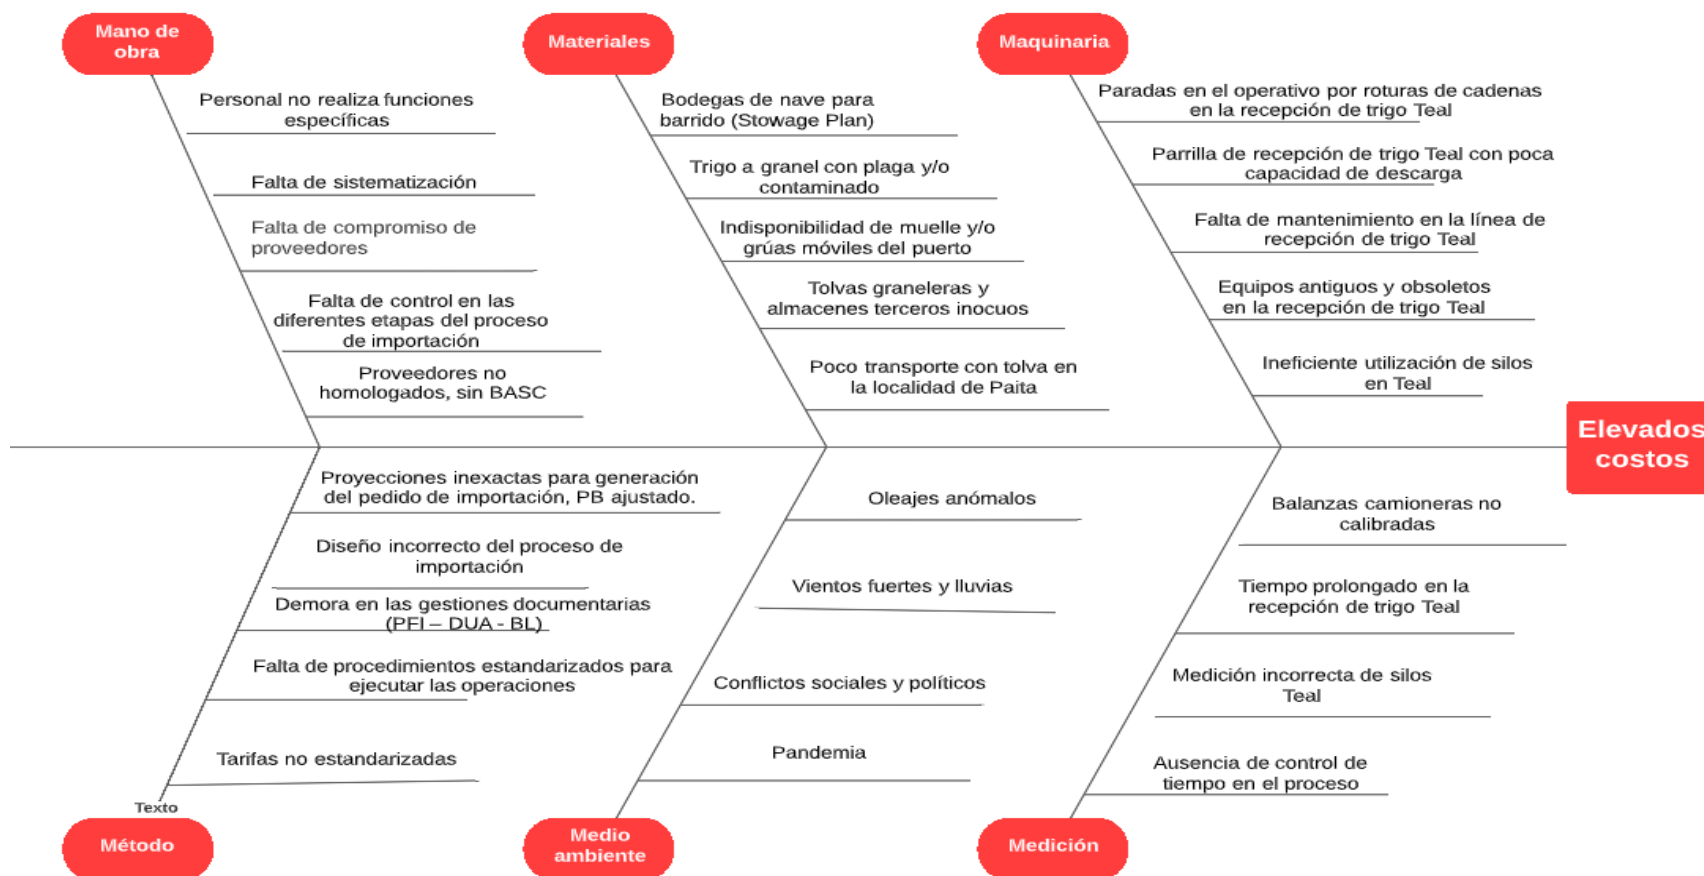 Mano de
obra
Personal no realiza funciones
específicas
Falta de sistematización
Falta de compromiso de
proveedores
Falta de control en las
diferentes etapas del proceso
de importación
Proveedores no
homologados, sin BASC
Materiales
Bodegas de nave para
barrido (Stowage Plan)
Trigo a granel con plaga y/o
contaminado
Indisponibilidad de muelle y/o
grúas móviles del puerto
Tolvas graneleras y
almacenes terceros inocuos
Poco transporte con tolva en
la localidad de Paita
Maquinaria
Paradas en el operativo por roturas de cadenas
en la recepción de trigo Teal
Parrilla de recepción de trigo Teal con poca
capacidad de descarga
Falta de mantenimiento en la línea de
recepción de trigo Teal
Equipos antiguos y obsoletos
en la recepción de trigo Teal
Ineficiente utilización de silos
en Teal
Elevados
costos
Proyecciones inexactas para generación
del pedido de importación, PB ajustado.
Diseño incorrecto del proceso de
importación
Demora en las gestiones documentarias
(PFI – DUA - BL)
Falta de procedimientos estandarizados para
ejecutar las operaciones
Tarifas no estandarizadas
Texto
Método
Oleajes anómalos
Vientos fuertes y lluvias
Conflictos sociales y políticos
Pandemia
Medio
ambiente
Balanzas camioneras no
calibradas
Tiempo prolongado en la
recepción de trigo Teal
Medición incorrecta de silos
Teal
Ausencia de control de
tiempo en el proceso
Medición